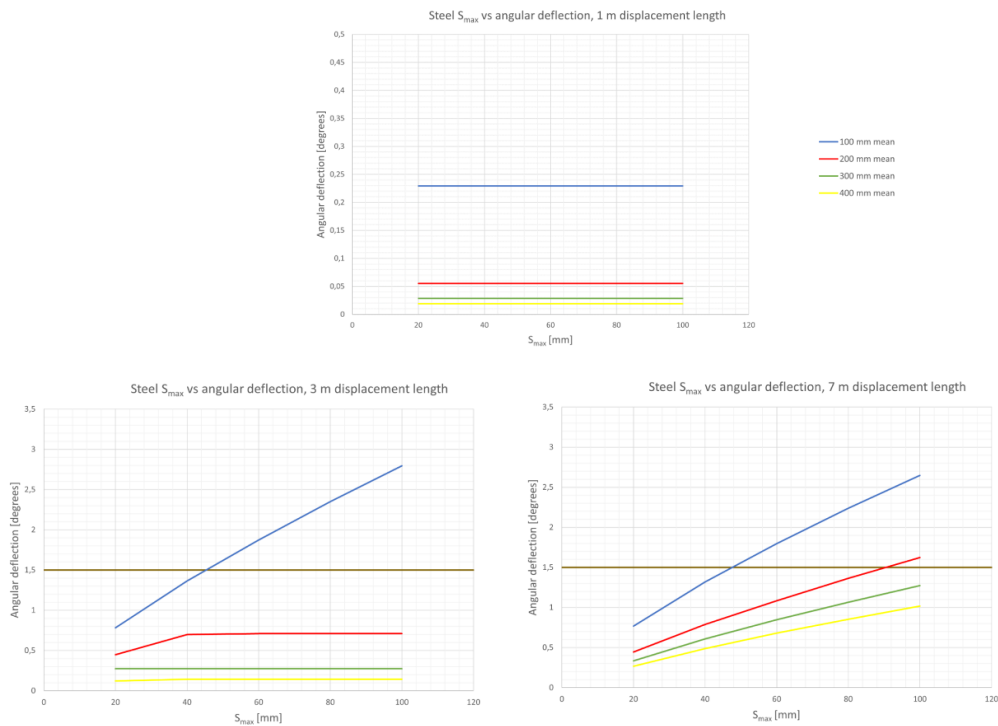 Steel Smax vs angular deflection, 1 m displacement length
Angular deflection [degrees]
0,5
0,45
0,4
0,35
0,3
0,25
0,2
0,15
0,1
0,05
0
0 20 40 60 80 100 120
Smax [mm]
100 mm mean
200 mm mean
300 mm mean
400 mm mean
Steel Smax vs angular deflection, 3 m displacement length
Angular deflection [degrees]
3,5
3
2,5
2
1,5
1
0,5
0
0 20 40 60 80 100 120
Smax [mm]
Steel Smax vs angular deflection, 7 m displacement length
Angular deflection [degrees]
3,5
3
2,5
2
1,5
1
0,5
0
0 20 40 60 80 100 120
Smax [mm]